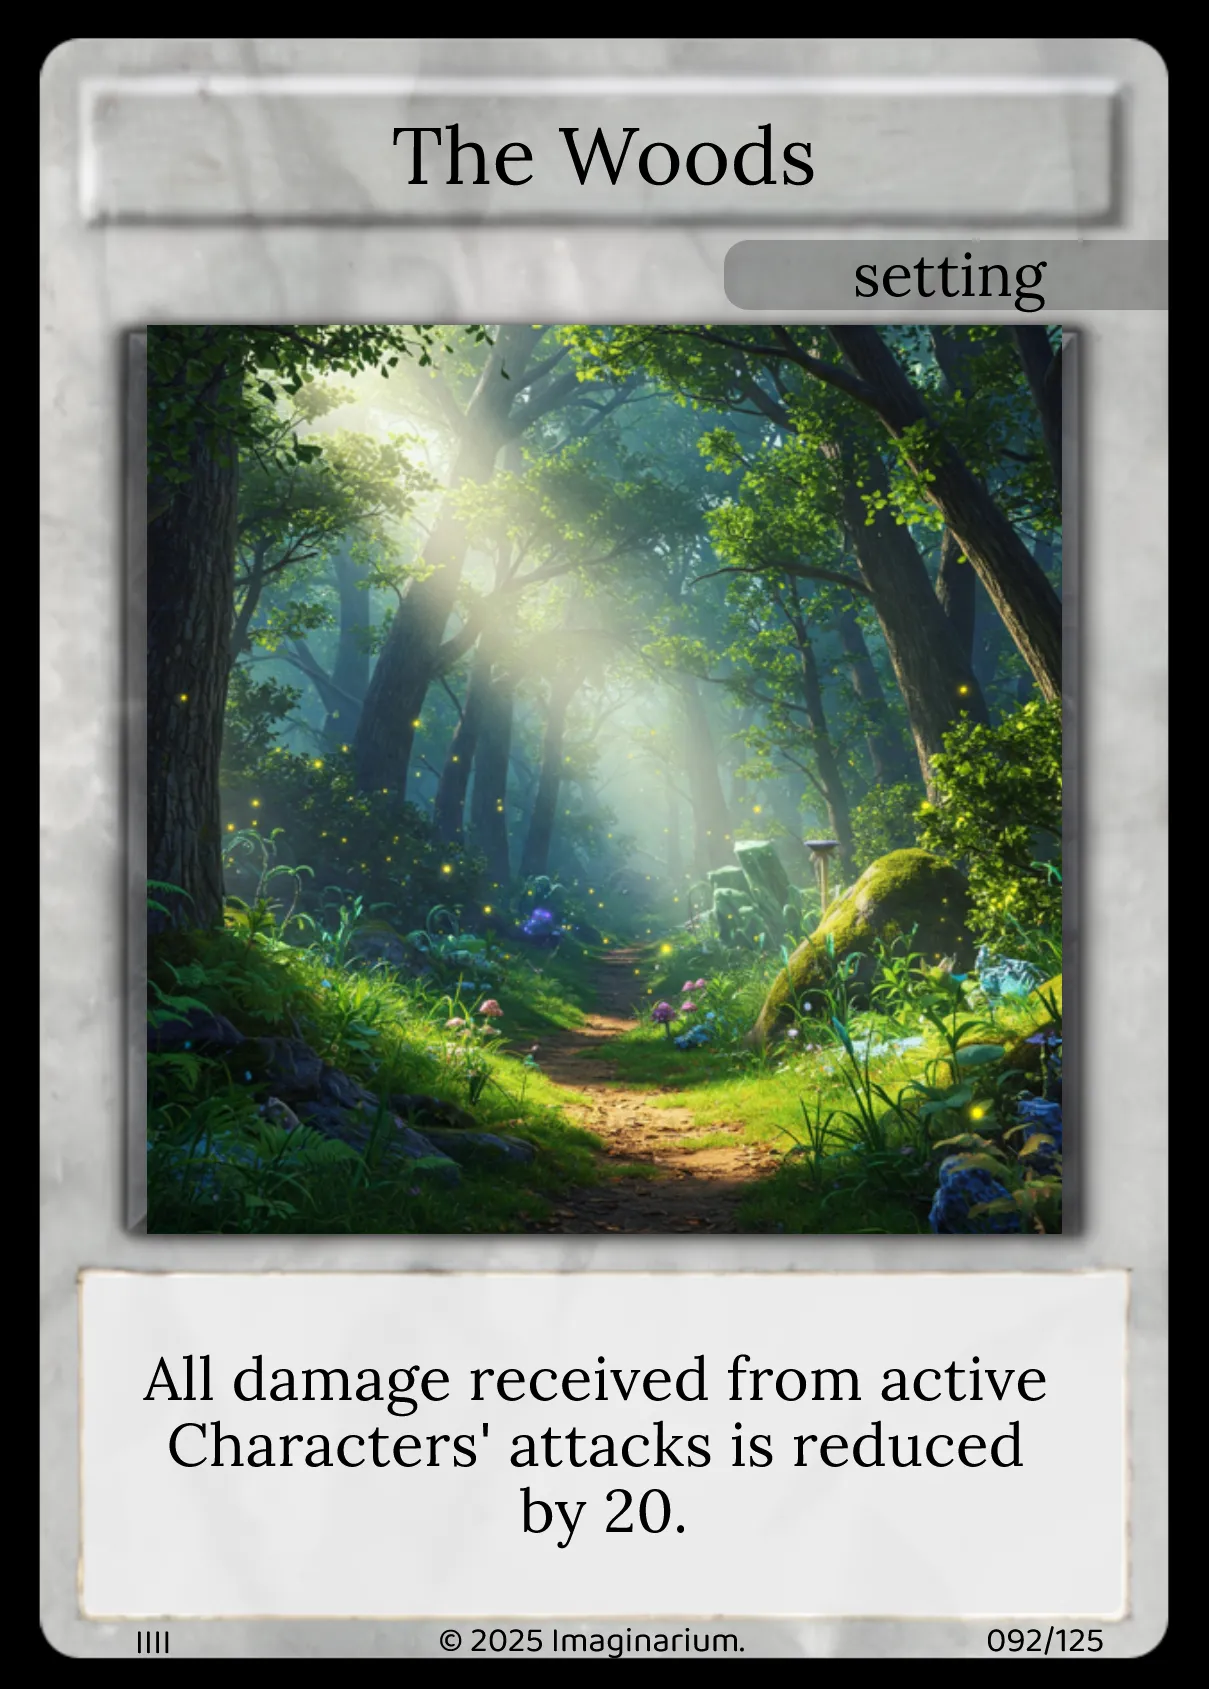 The Woods
setting
All damage received from active
Characters' attacks is reduced
by 20.
IIII © 2025 Imaginarium. 092/125